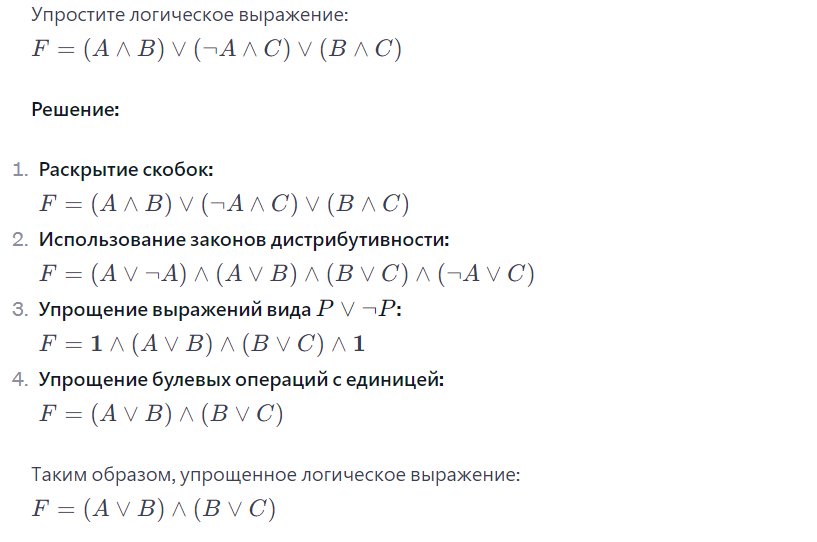 Упростите логическое выражение:
F = (A ∧ B) ∨ (¬A ∧ C) ∨ (B ∧ C)
Решение:
1. Раскрытие скобок:
F = (A ∧ B) ∨ (¬A ∧ C) ∨ (B ∧ C)
2. Использование законов дистрибутивности:
F = (A ∨ ¬A) ∧ (A ∨ B) ∧ (B ∨ C) ∧ (¬A ∨ C)
3. Упрощение выражений вида P ∨ ¬P:
F = 1 ∧ (A ∨ B) ∧ (B ∨ C) ∧ 1
4. Упрощение булевых операций с единицей:
F = (A ∨ B) ∧ (B ∨ C)
Таким образом, упрощенное логическое выражение:
F = (A ∨ B) ∧ (B ∨ C)